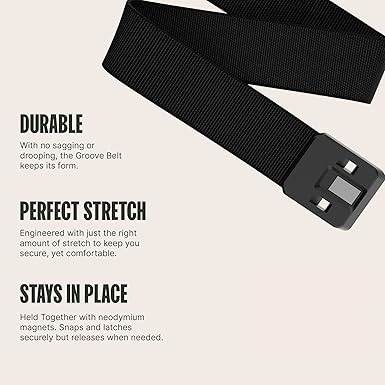 DURABLE
With no sagging or
drooping, the Groove Belt
keeps its form.
PERFECT STRETCH
Engineered with just the right
amount of stretch to keep you
secure, yet comfortable.
STAYS IN PLACE
Held Together with neodymium
magnets. Snaps and latches
securely but releases when needed.